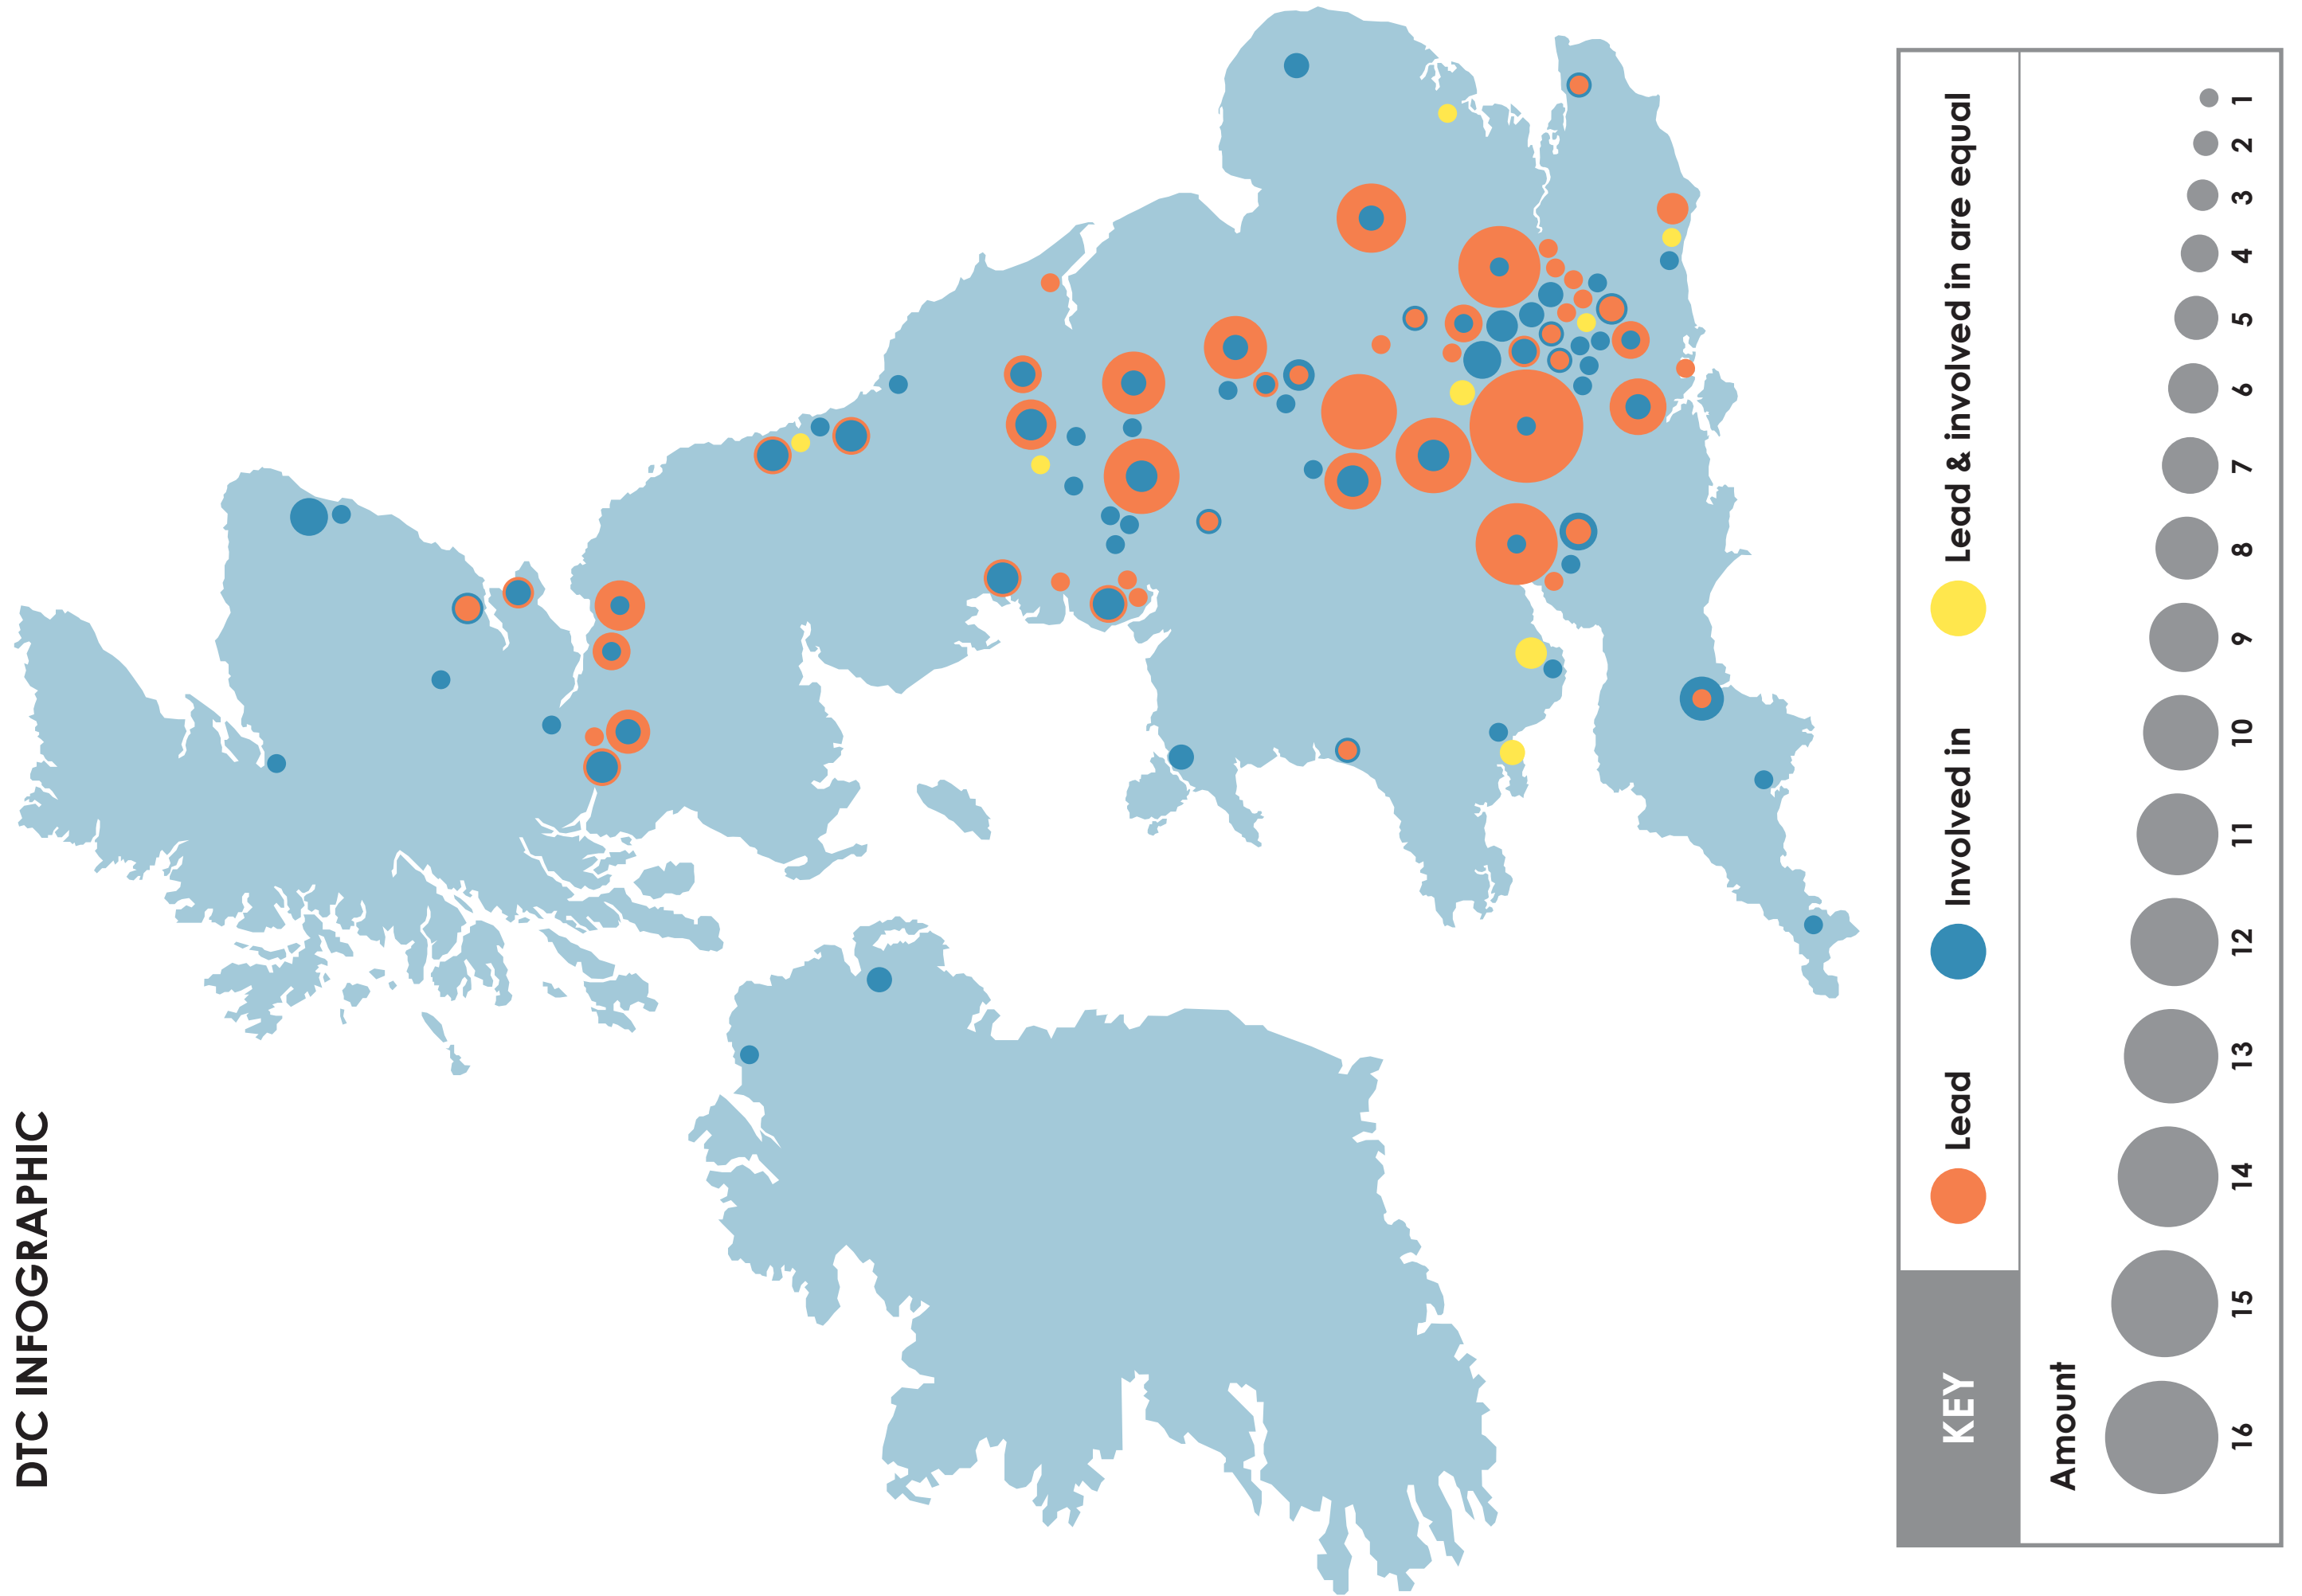 DTC INFOGRAPHIC
KEY
Lead
Involved in
Lead & involved in are equal
Amount
16 15 14 13 12 11 10 9 8 7 6 5 4 3 2 1